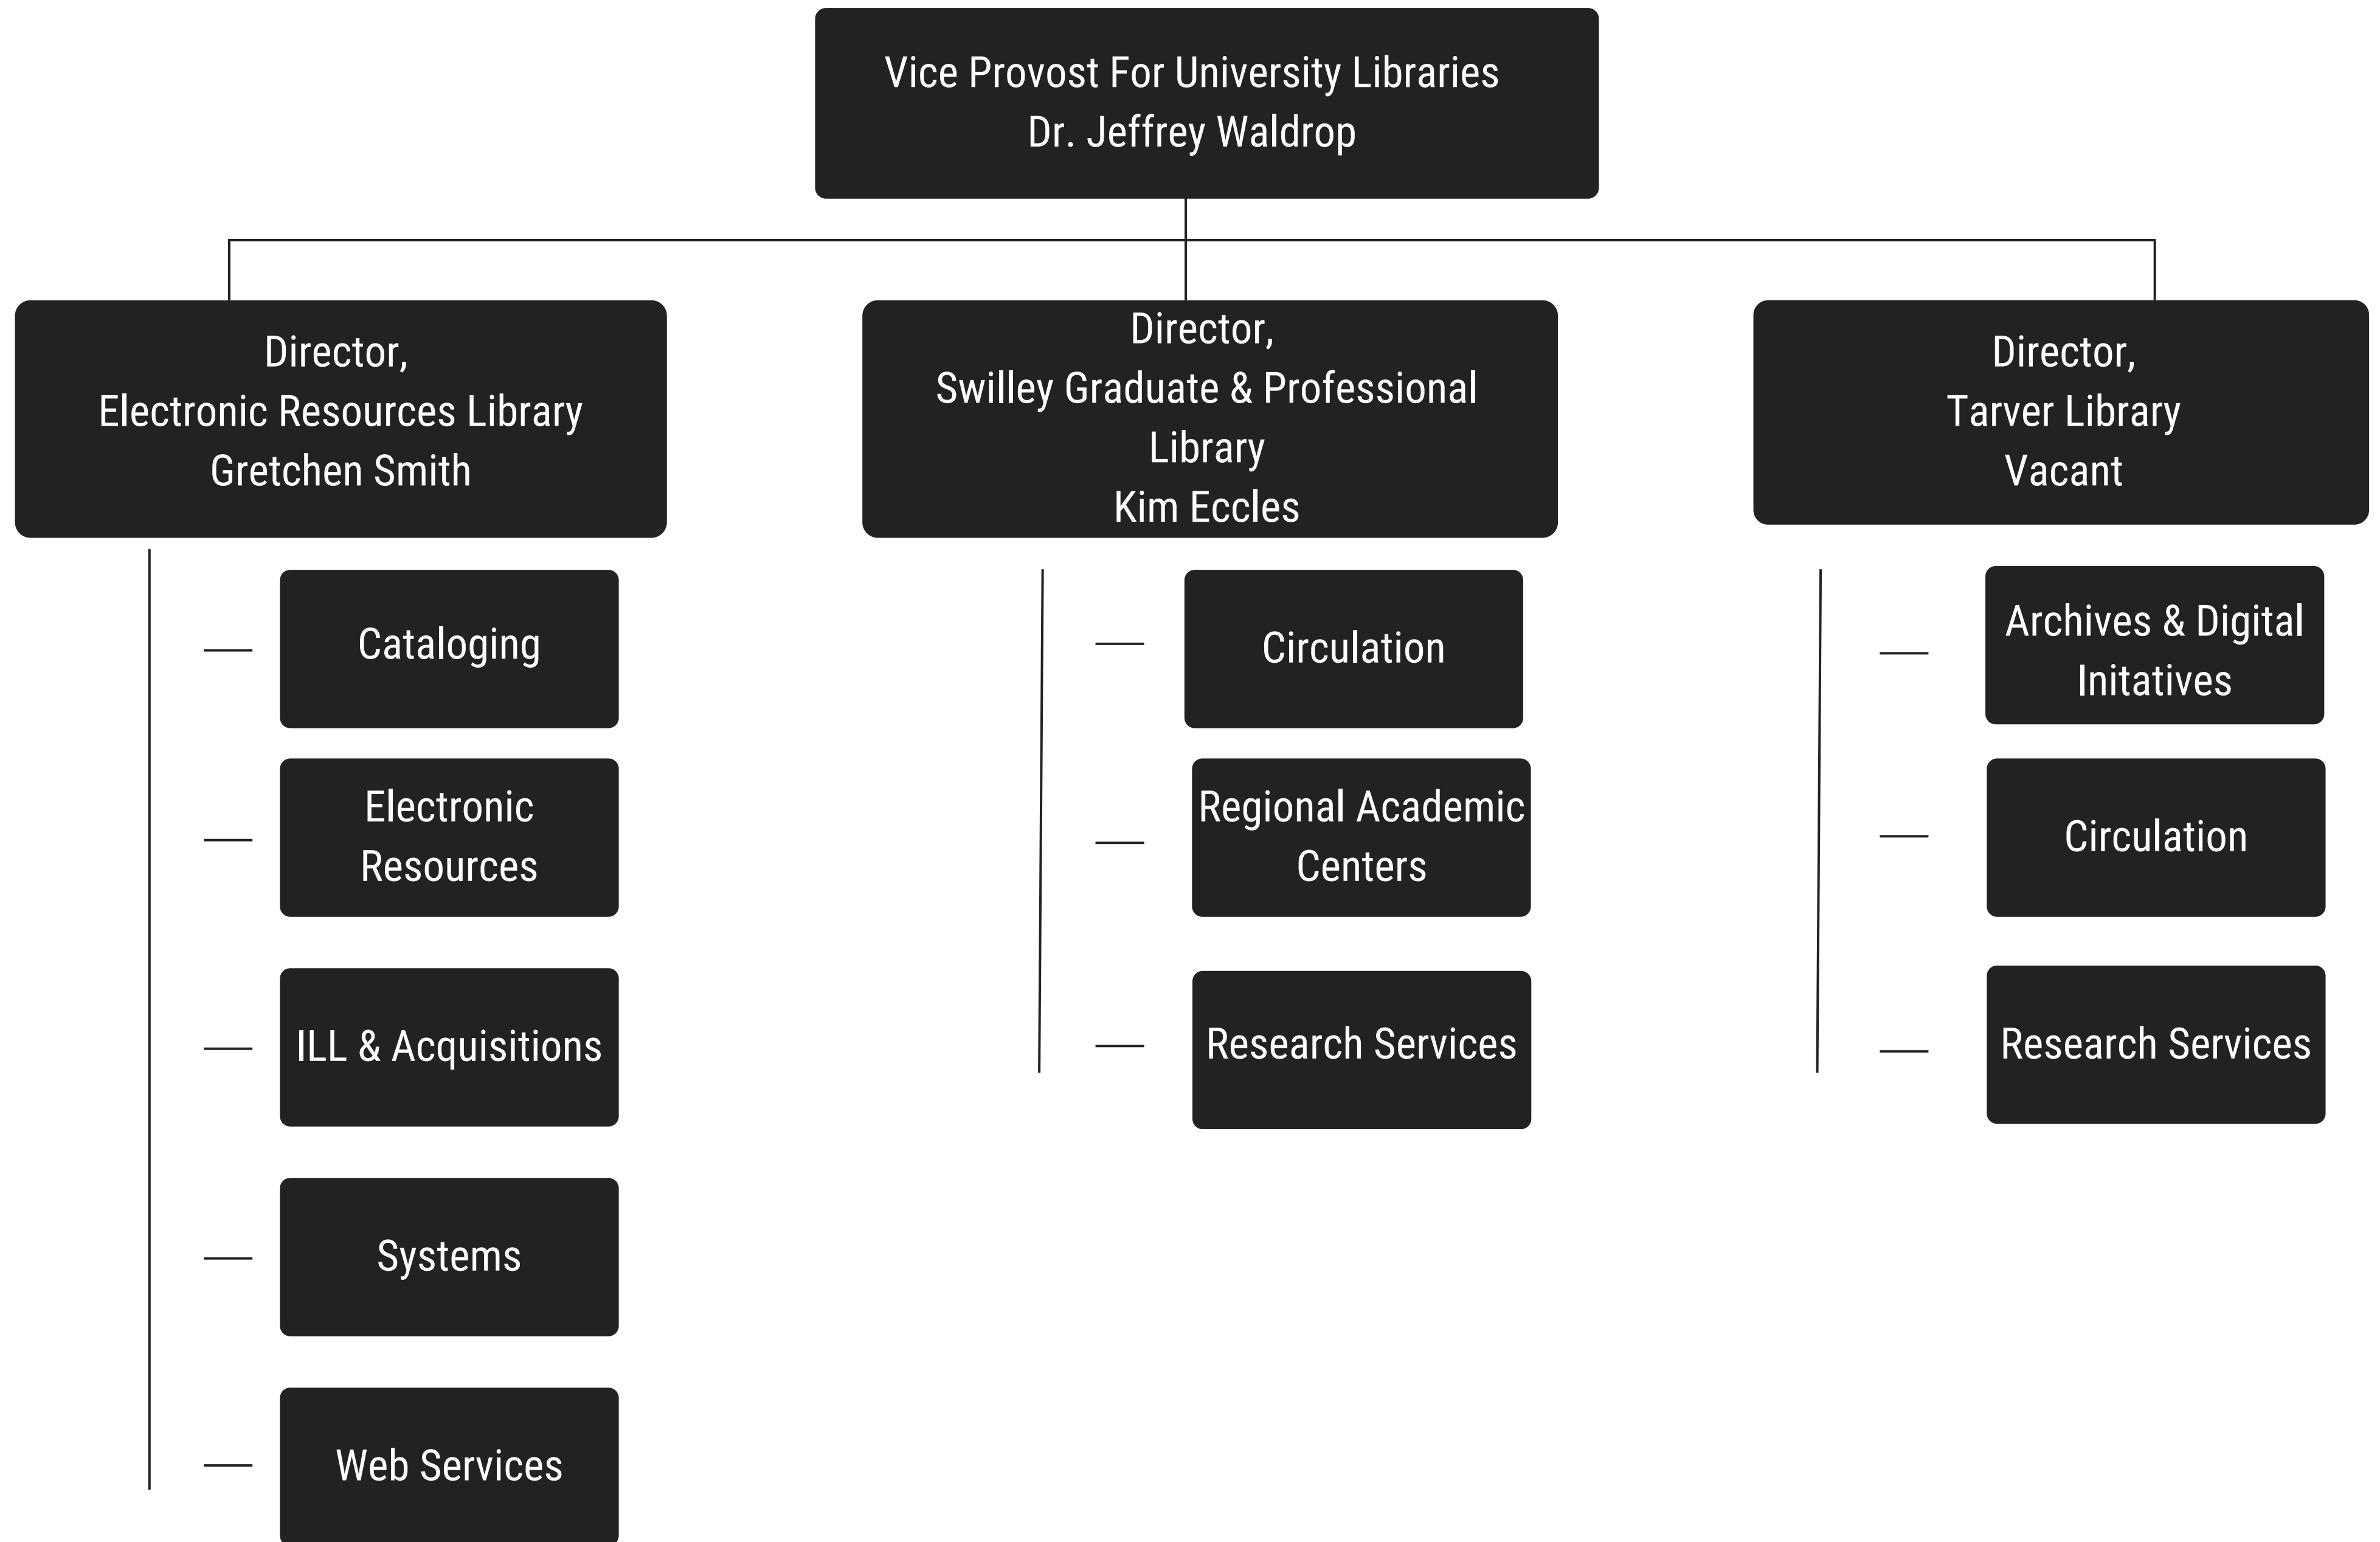 Vice Provost For University Libraries
Dr. Jeffrey Waldrop
Director,
Electronic Resources Library
Gretchen Smith
Director,
Swilley Graduate & Professional
Library
Kim Eccles
Director,
Tarver Library
Vacant
Cataloging
Electronic
Resources
ILL & Acquisitions
Systems
Web Services
Circulation
Regional Academic
Centers
Research Services
Archives & Digital
Initatives
Circulation
Research Services